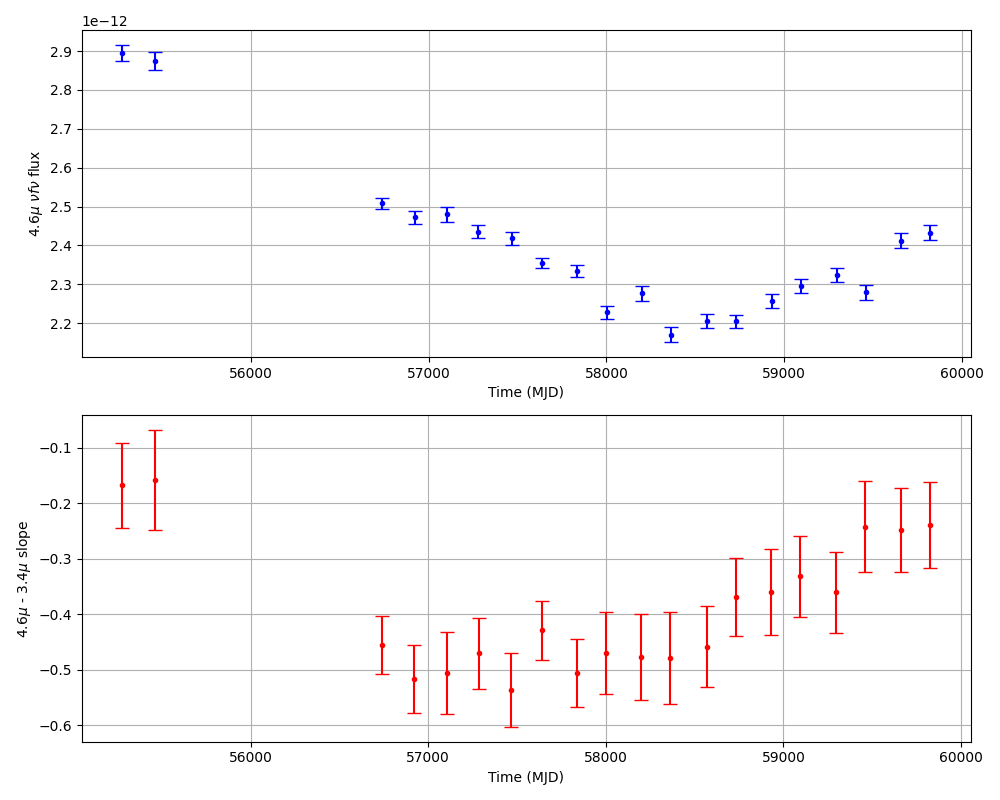 1e−12
2.9
2.8
2.7
2.6
2.5
2.4
2.3
2.2
4.6μ νfν flux
56000 57000 58000 59000 60000
Time (MJD)
−0.1
−0.2
−0.3
−0.4
−0.5
−0.6
4.6μ - 3.4μ slope
56000 57000 58000 59000 60000
Time (MJD)